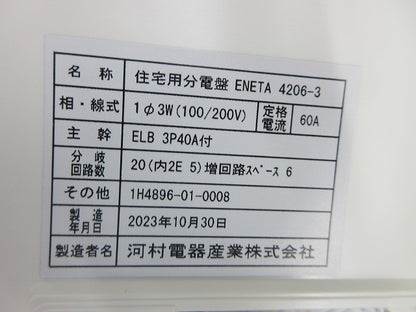 名 称 住宅用分電盤 ENETA 4206-3
相・線式 1φ3W(100/200V) 定格電流 60A
主 幹 ELB 3P40A付
分岐回路数 20(内2E 5)増回路スペース 6
その他 1H4896-01-0008
製造年月日 2023年10月30日
製造者名 河村電器産業株式会社